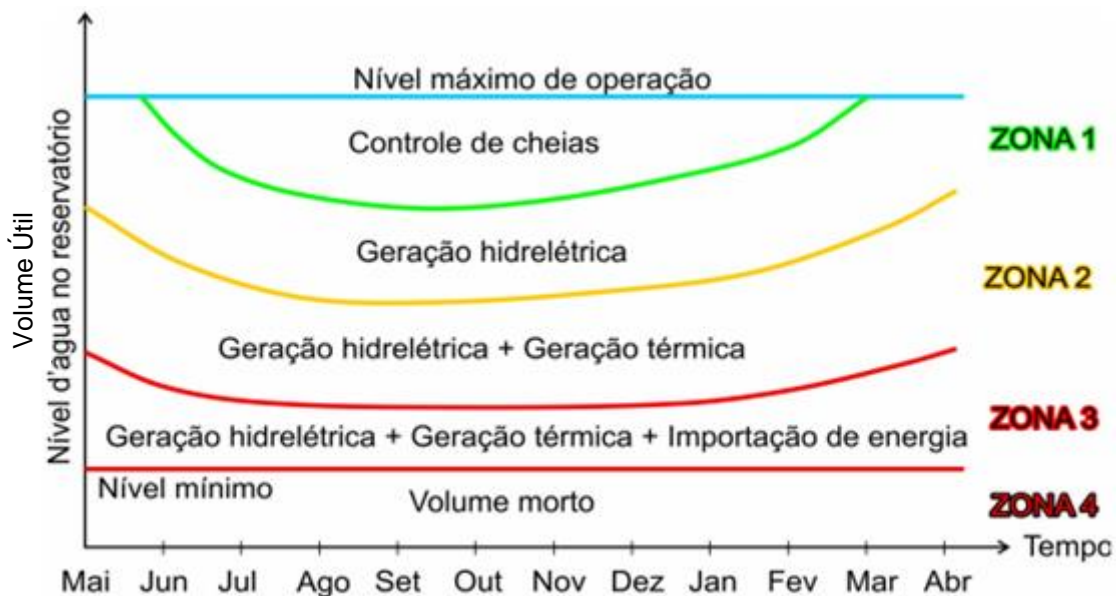 Volume Útil
Nível d'água no reservatório
Nível máximo de operação
Controle de cheias
ZONA 1
Geração hidrelétrica
ZONA 2
Geração hidrelétrica + Geração térmica
ZONA 3
Geração hidrelétrica + Geração térmica + Importação de energia
Nível mínimo
Volume morto
ZONA 4
Tempo
Mai Jun Jul Ago Set Out Nov Dez Jan Fev Mar Abr